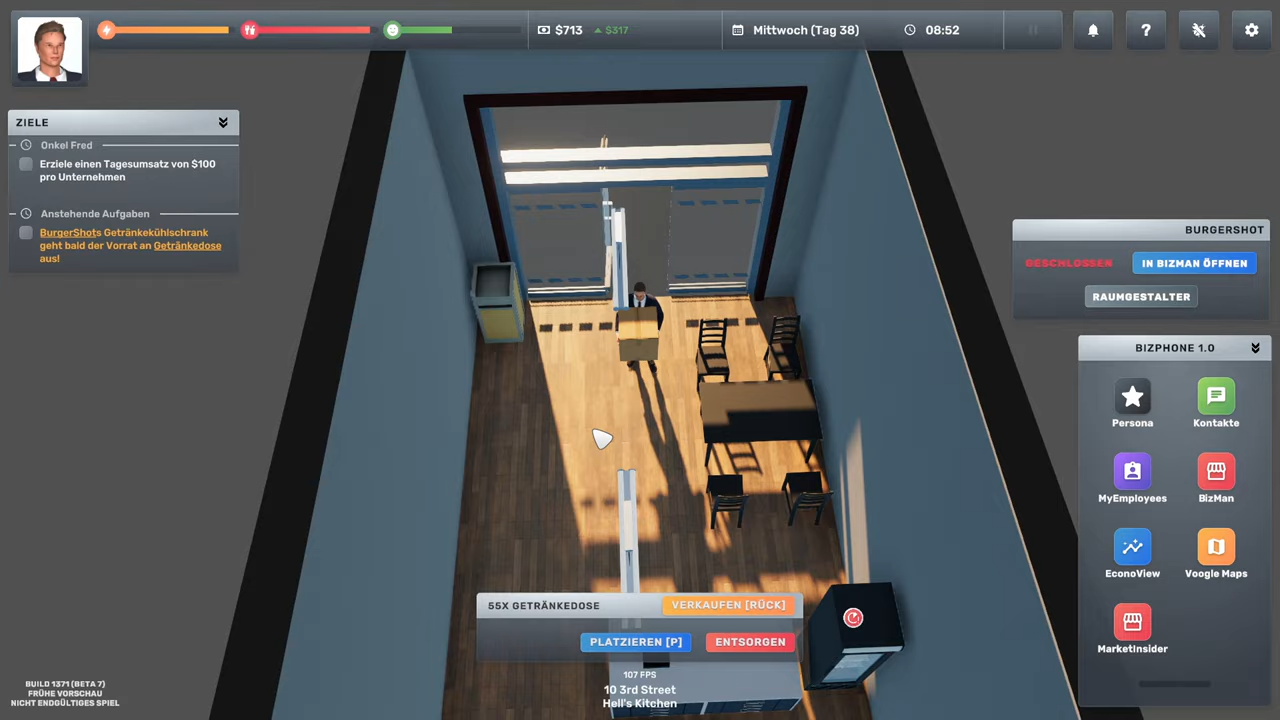 $713
$317
Mittwoch (Tag 38)
08:52
?
ZIELE
Onkel Fred
Erziele einen Tagesumsatz von $100
pro Unternehmen
Anstehende Aufgaben
BurgerShots Getränkekühlschrank
geht bald der Vorrat an Getränkedose
aus!
BURGERSHOT
GESCHLOSSEN
IN BIZMAN ÖFFNEN
RAUMGESTALTER
BIZPHONE 1.0
Persona
Kontakte
MyEmployees
BizMan
EconoView
Voogle Maps
MarketInsider
55X GETRÄNKEDOSE
VERKAUFEN [RÜCK]
PLATZIEREN [P]
ENTSORGEN
107 FPS
10 3rd Street
Hell's Kitchen
BUILD 1371 (BETA 7)
FRÜHE VORSCHAU
NICHT ENDGÜLTIGES SPIEL